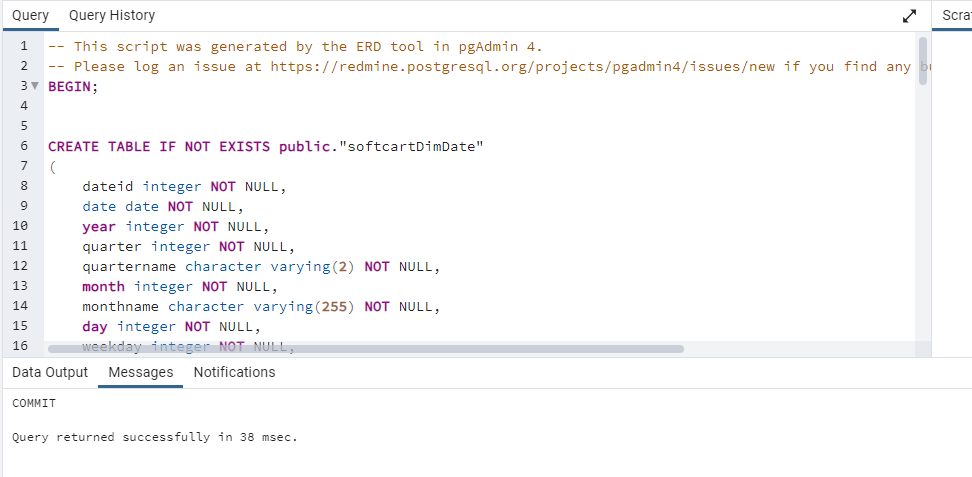 Query Query History Scra
1 -- This script was generated by the ERD tool in pgAdmin 4.
2 -- Please log an issue at https://redmine.postgresql.org/projects/pgadmin4/issues/new if you find any
3 BEGIN;
4
5
6 CREATE TABLE IF NOT EXISTS public."softcartDimDate"
7 (
8 dateid integer NOT NULL,
9 date date NOT NULL,
10 year integer NOT NULL,
11 quarter integer NOT NULL,
12 quartername character varying(2) NOT NULL,
13 month integer NOT NULL,
14 monthname character varying(255) NOT NULL,
15 day integer NOT NULL,
16 weekday integer NOT NULL,
Data Output Messages Notifications
COMMIT
Query returned successfully in 38 msec.